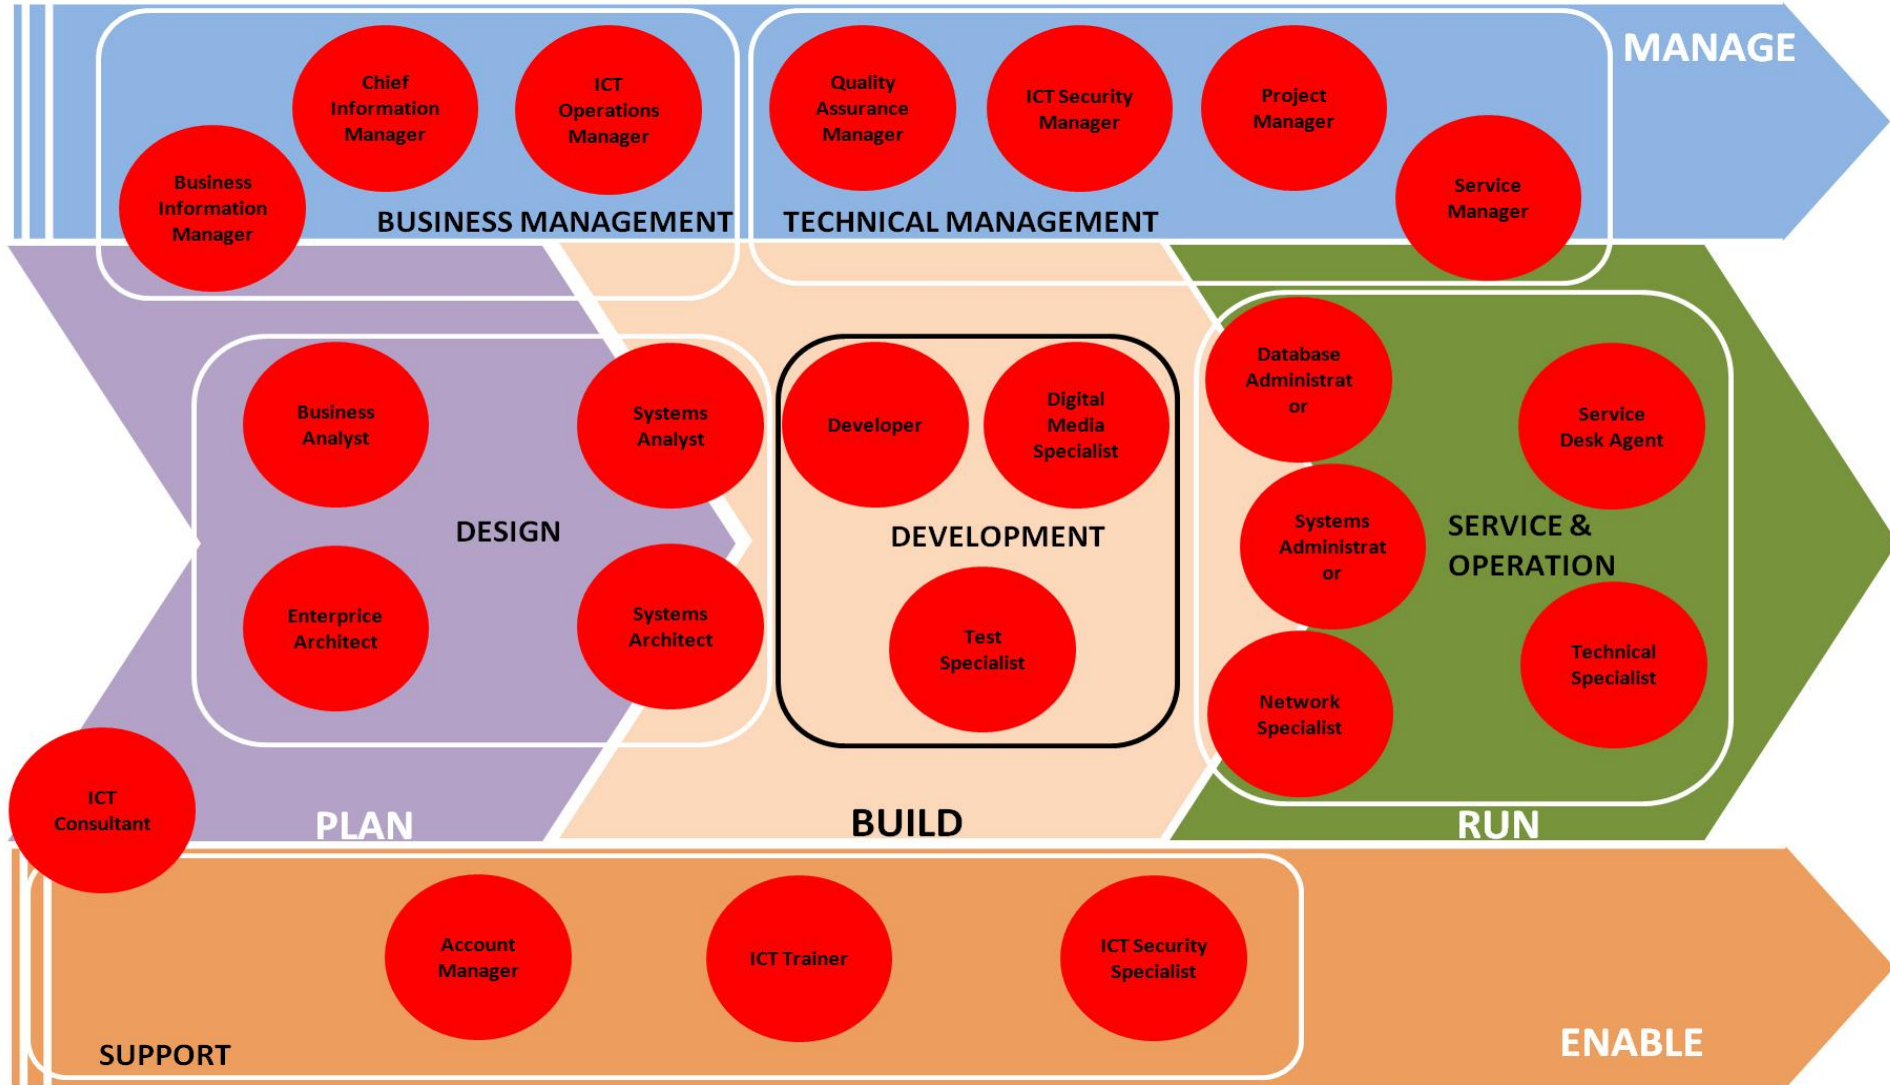 MANAGE
Chief
Information
Manager
ICT
Operations
Manager
Quality
Assurance
Manager
ICT Security
Manager
Project
Manager
Business
Information
Manager
Service
Manager
BUSINESS MANAGEMENT
TECHNICAL MANAGEMENT
Business
Analyst
Systems
Analyst
Developer
Digital
Media
Specialist
Database
Administrat
or
Service
Desk Agent
DESIGN
DEVELOPMENT
Systems
Administrat
or
SERVICE &
OPERATION
Enterprice
Architect
Systems
Architect
Test
Specialist
Network
Specialist
Technical
Specialist
ICT
Consultant
PLAN
BUILD
RUN
Account
Manager
ICT Trainer
ICT Security
Specialist
SUPPORT
ENABLE